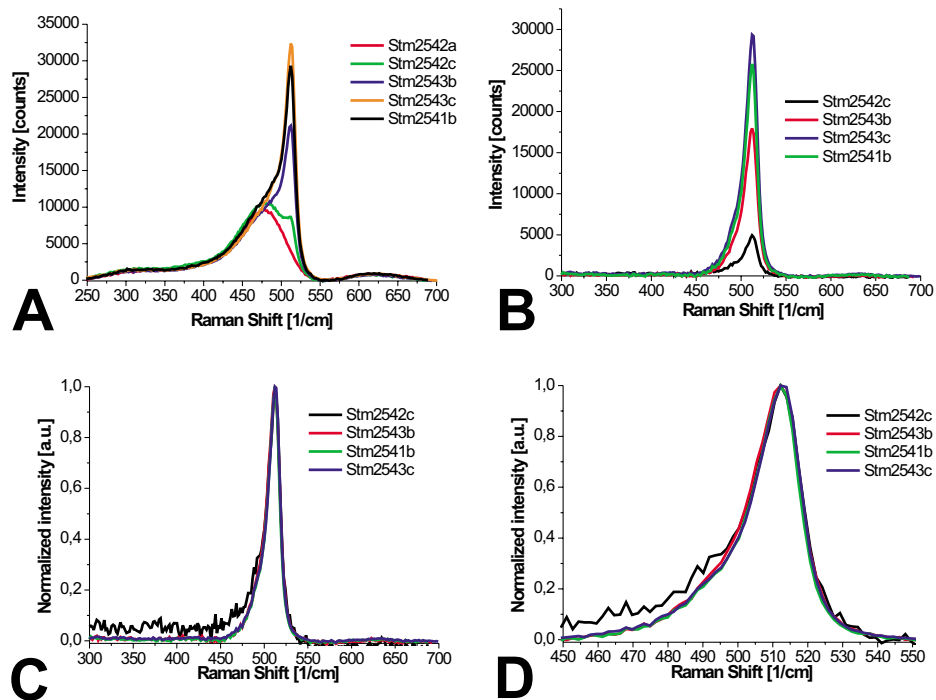 35000
30000
25000
20000
15000
10000
5000
0
Intensity [counts]
250 300 350 400 450 500 550 600 650 700
Raman Shift [1/cm]
Stm2542a
Stm2542c
Stm2543b
Stm2543c
Stm2541b
A
30000
25000
20000
15000
10000
5000
0
Intensity [counts]
300 350 400 450 500 550 600 650 700
Raman Shift [1/cm]
Stm2542c
Stm2543b
Stm2543c
Stm2541b
B
1,0
0,8
0,6
0,4
0,2
0,0
Normalized intensity [a.u.]
300 350 400 450 500 550 600 650 700
Raman Shift [1/cm]
Stm2542c
Stm2543b
Stm2541b
Stm2543c
C
1,0
0,8
0,6
0,4
0,2
0,0
Normalized intensity [a.u.]
450 460 470 480 490 500 510 520 530 540 550
Raman Shift [1/cm]
Stm2542c
Stm2543b
Stm2541b
Stm2543c
D